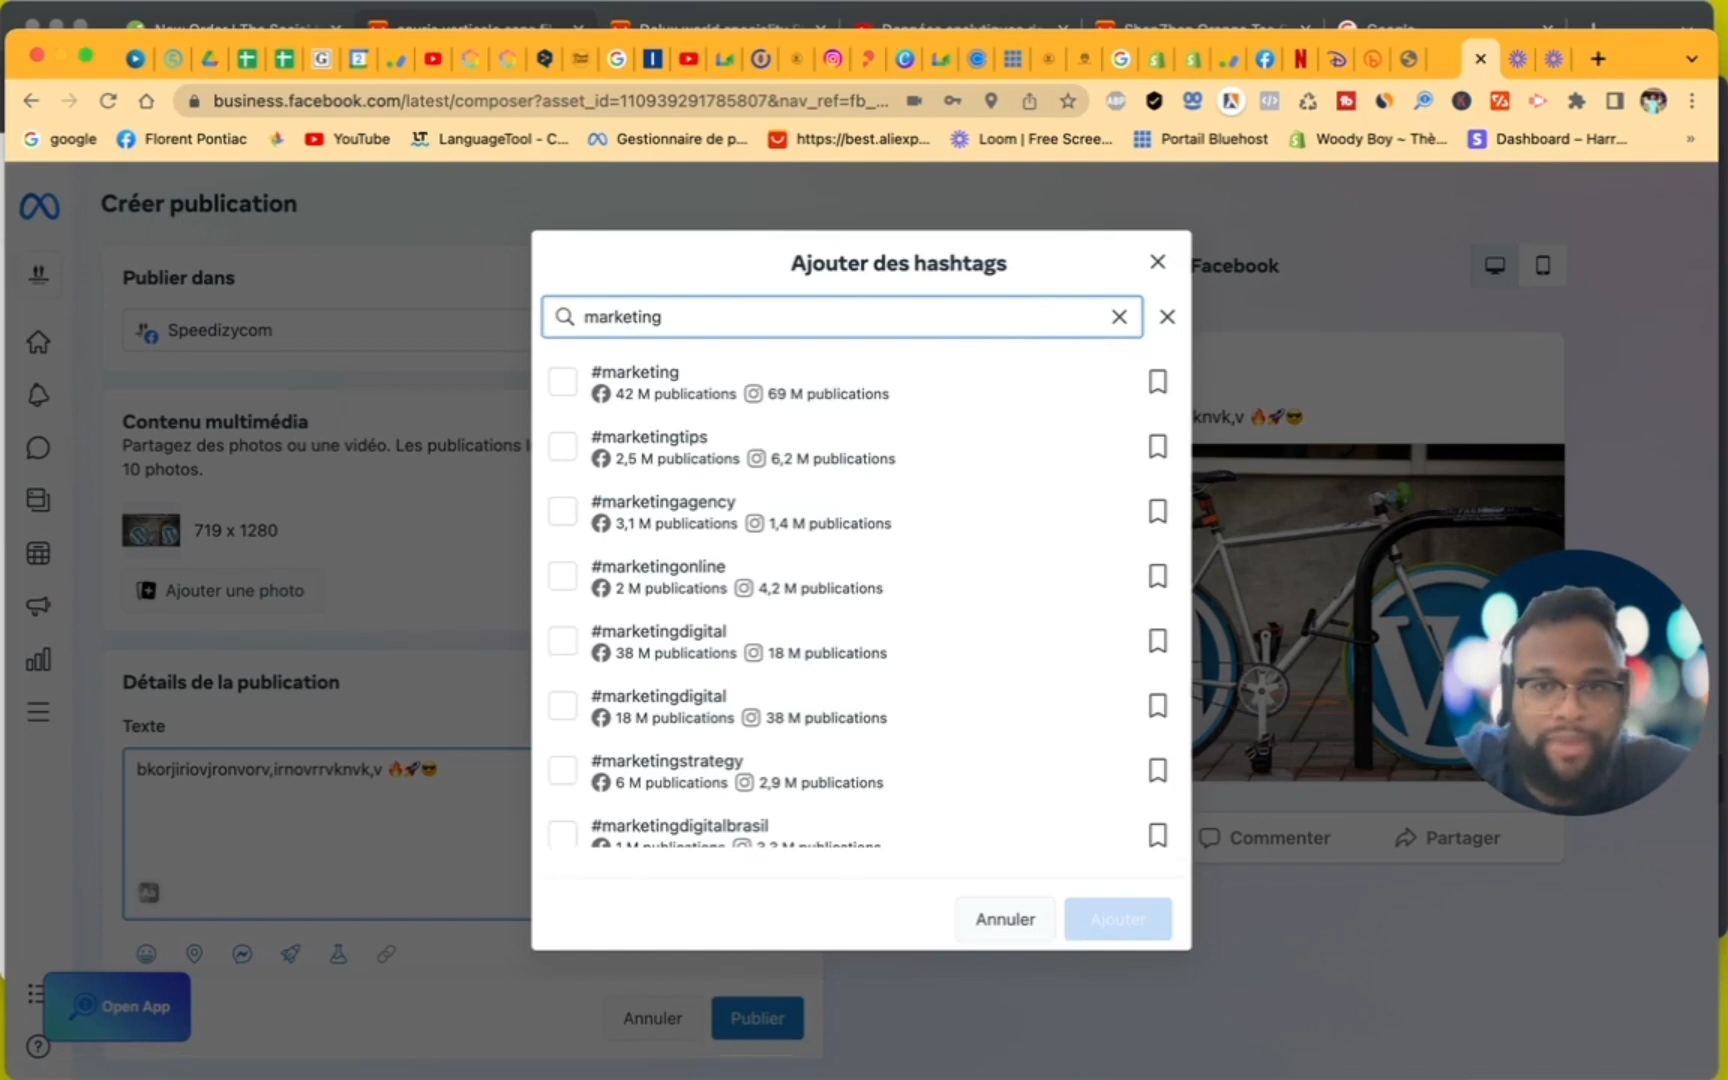 business.facebook.com/latest/composer?asset_id=110939291785807&nav_ref=fb_...
google
Florent Pontiac
YouTube
LanguageTool - C...
Gestionnaire de p...
https://best.aliexp...
Loom | Free Scree...
Portail Bluehost
Woody Boy ~ Thè...
Dashboard – Harr...
»
Créer publication
Publier dans
Speedizycom
Contenu multimédia
Partagez des photos ou une vidéo. Les publications
10 photos.
719 x 1280
Ajouter une photo
Détails de la publication
Texte
bkorjiriovjronvorv,irnovrrvknvk,v 🔥🚀😎
Open App
Annuler
Publier
Ajouter des hashtags
marketing
#marketing
42 M publications 69 M publications
#marketingtips
2,5 M publications 6,2 M publications
#marketingagency
3,1 M publications 1,4 M publications
#marketingonline
2 M publications 4,2 M publications
#marketingdigital
38 M publications 18 M publications
#marketingdigital
18 M publications 38 M publications
#marketingstrategy
6 M publications 2,9 M publications
#marketingdigitalbrasil
Annuler
Ajouter
Facebook
knvk,v 🔥🚀😎
Commenter
Partager